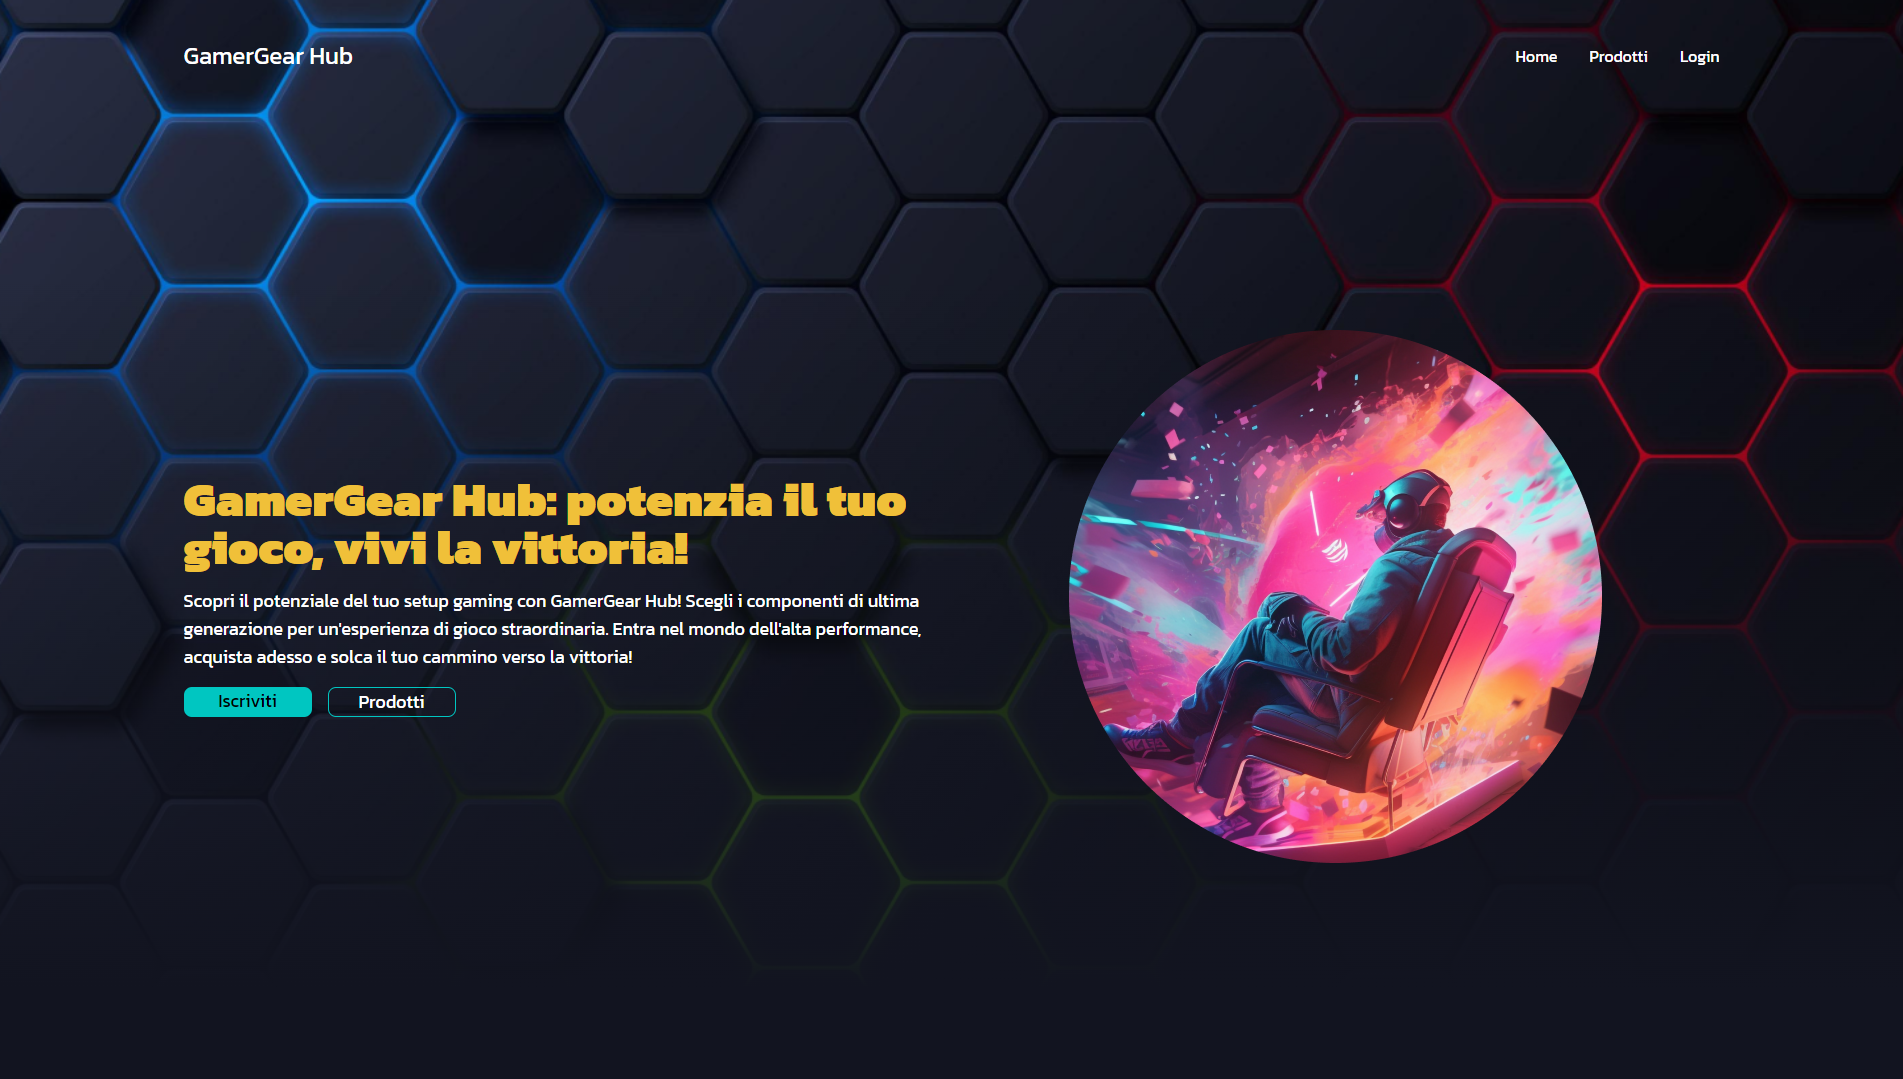 GamerGear Hub
Home
Prodotti
Login
GamerGear Hub: potenzia il tuo
gioco, vivi la vittoria!
Scopri il potenziale del tuo setup gaming con GamerGear Hub! Scegli i componenti di ultima
generazione per un'esperienza di gioco straordinaria. Entra nel mondo dell'alta performance,
acquista adesso e solca il tuo cammino verso la vittoria!
Iscriviti
Prodotti